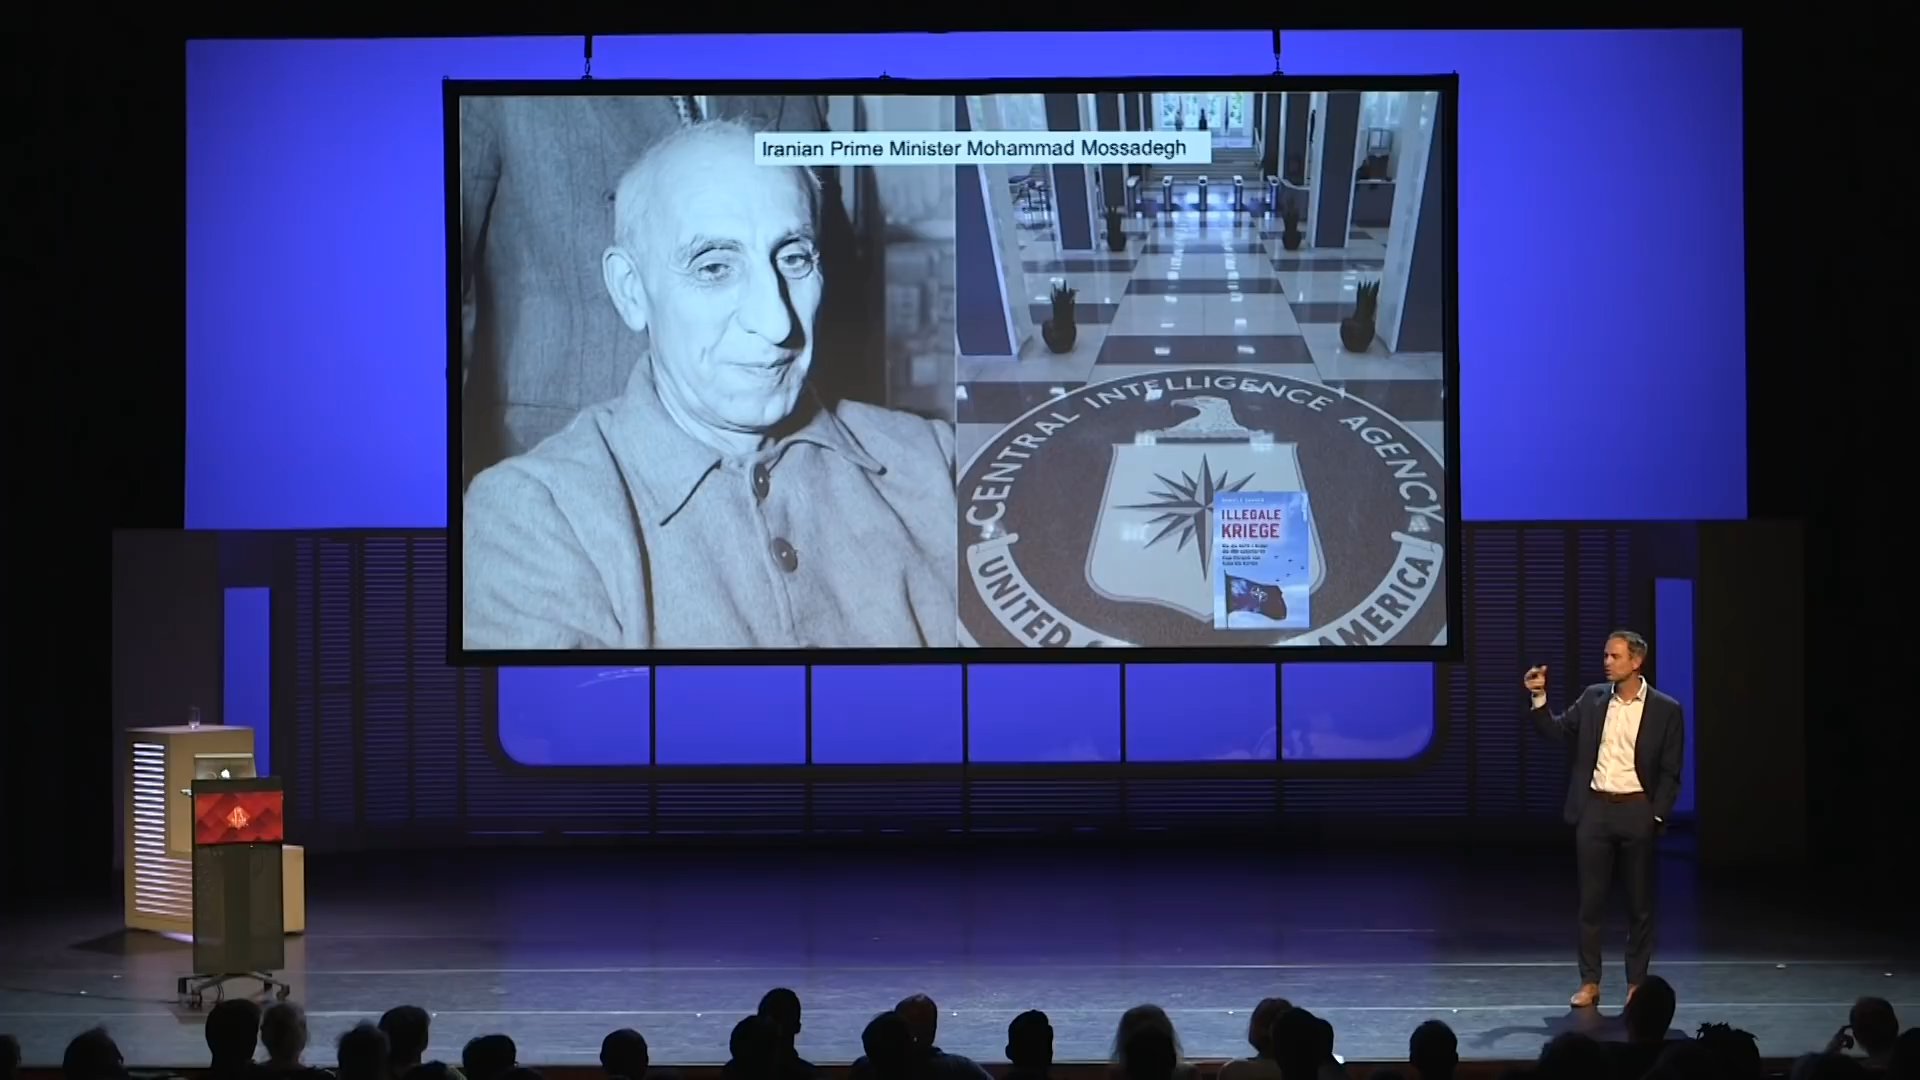 Iranian Prime Minister Mohammad Mossadegh
CENTRAL INTELLIGENCE AGENCY
ILLEGALE
KRIEGE
UNITED
AMERICA